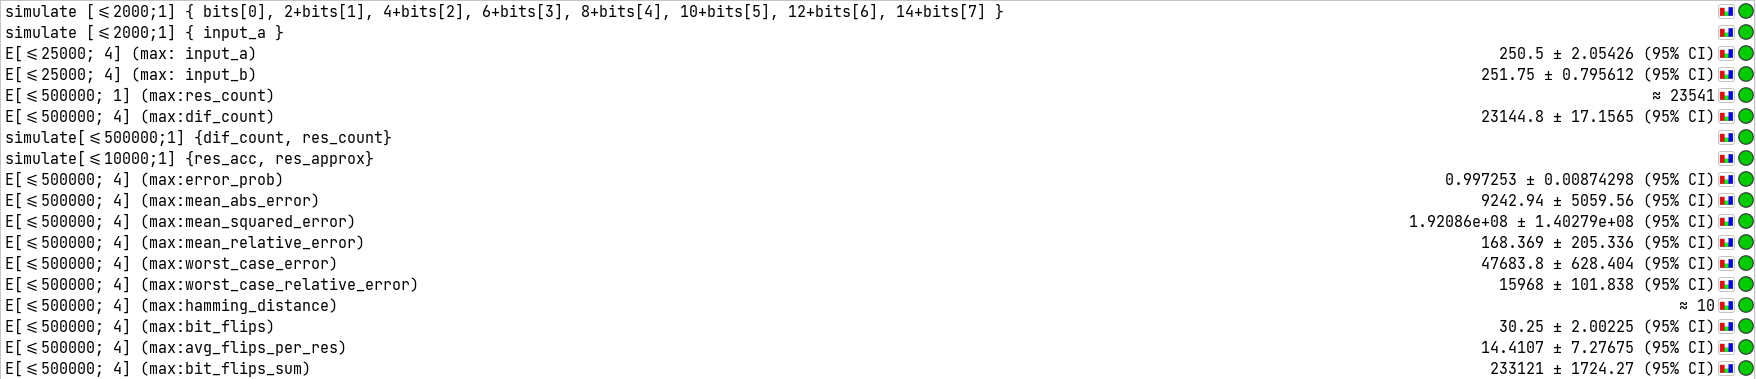 simulate [≤2000;1] { bits[0], 2+bits[1], 4+bits[2], 6+bits[3], 8+bits[4], 10+bits[5], 12+bits[6], 14+bits[7] }
simulate [≤2000;1] { input_a }
E[≤25000; 4] (max: input_a) 250.5 ± 2.05426 (95% CI)
E[≤25000; 4] (max: input_b) 251.75 ± 0.795612 (95% CI)
E[≤500000; 1] (max:res_count) ≈ 23541
E[≤500000; 4] (max:dif_count) 23144.8 ± 17.1565 (95% CI)
simulate[≤500000;1] {dif_count, res_count}
simulate[≤10000;1] {res_acc, res_approx}
E[≤500000; 4] (max:error_prob) 0.997253 ± 0.00874298 (95% CI)
E[≤500000; 4] (max:mean_abs_error) 9242.94 ± 5059.56 (95% CI)
E[≤500000; 4] (max:mean_squared_error) 1.92086e+08 ± 1.40279e+08 (95% CI)
E[≤500000; 4] (max:mean_relative_error) 168.369 ± 205.336 (95% CI)
E[≤500000; 4] (max:worst_case_error) 47683.8 ± 628.404 (95% CI)
E[≤500000; 4] (max:worst_case_relative_error) 15968 ± 101.838 (95% CI)
E[≤500000; 4] (max:hamming_distance) ≈ 10
E[≤500000; 4] (max:bit_flips) 30.25 ± 2.00225 (95% CI)
E[≤500000; 4] (max:avg_flips_per_res) 14.4107 ± 7.27675 (95% CI)
E[≤500000; 4] (max:bit_flips_sum) 233121 ± 1724.27 (95% CI)